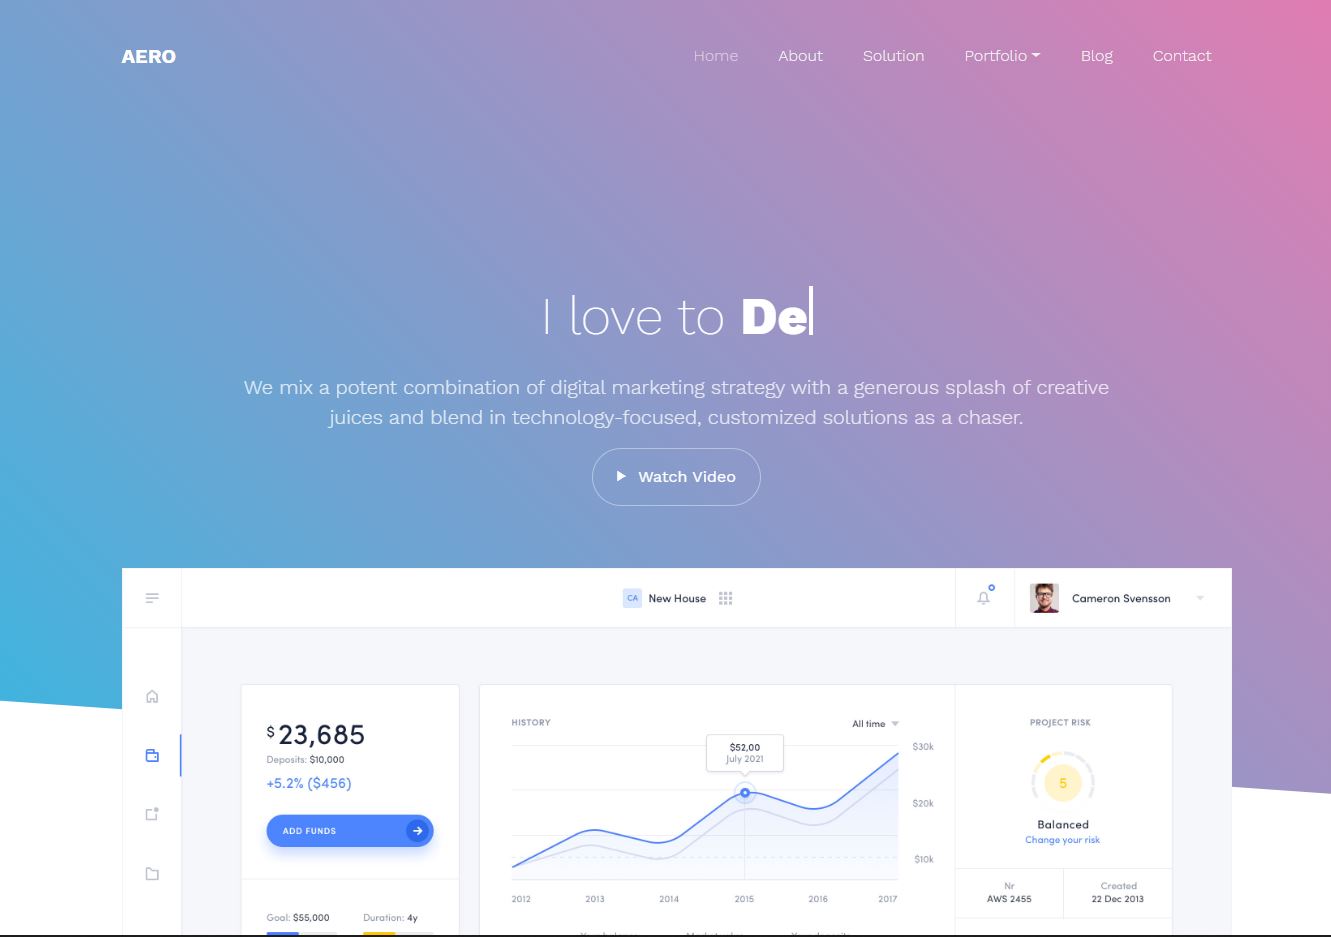 AERO
Home About Solution Portfolio Blog Contact
I love to De
We mix a potent combination of digital marketing strategy with a generous splash of creative
juices and blend in technology-focused, customized solutions as a chaser.
Watch Video
CA New House
Cameron Svensson
$23,685
Deposits: $10,000
+5.2% ($456)
ADD FUNDS
Goal: $55,000
Duration: 4y
HISTORY
All time
$52,00
July 2021
$30k
$20k
$10k
2012 2013 2014 2015 2016 2017
PROJECT RISK
5
Balanced
Change your risk
Nr
AWS 2455
Created
22 Dec 2013